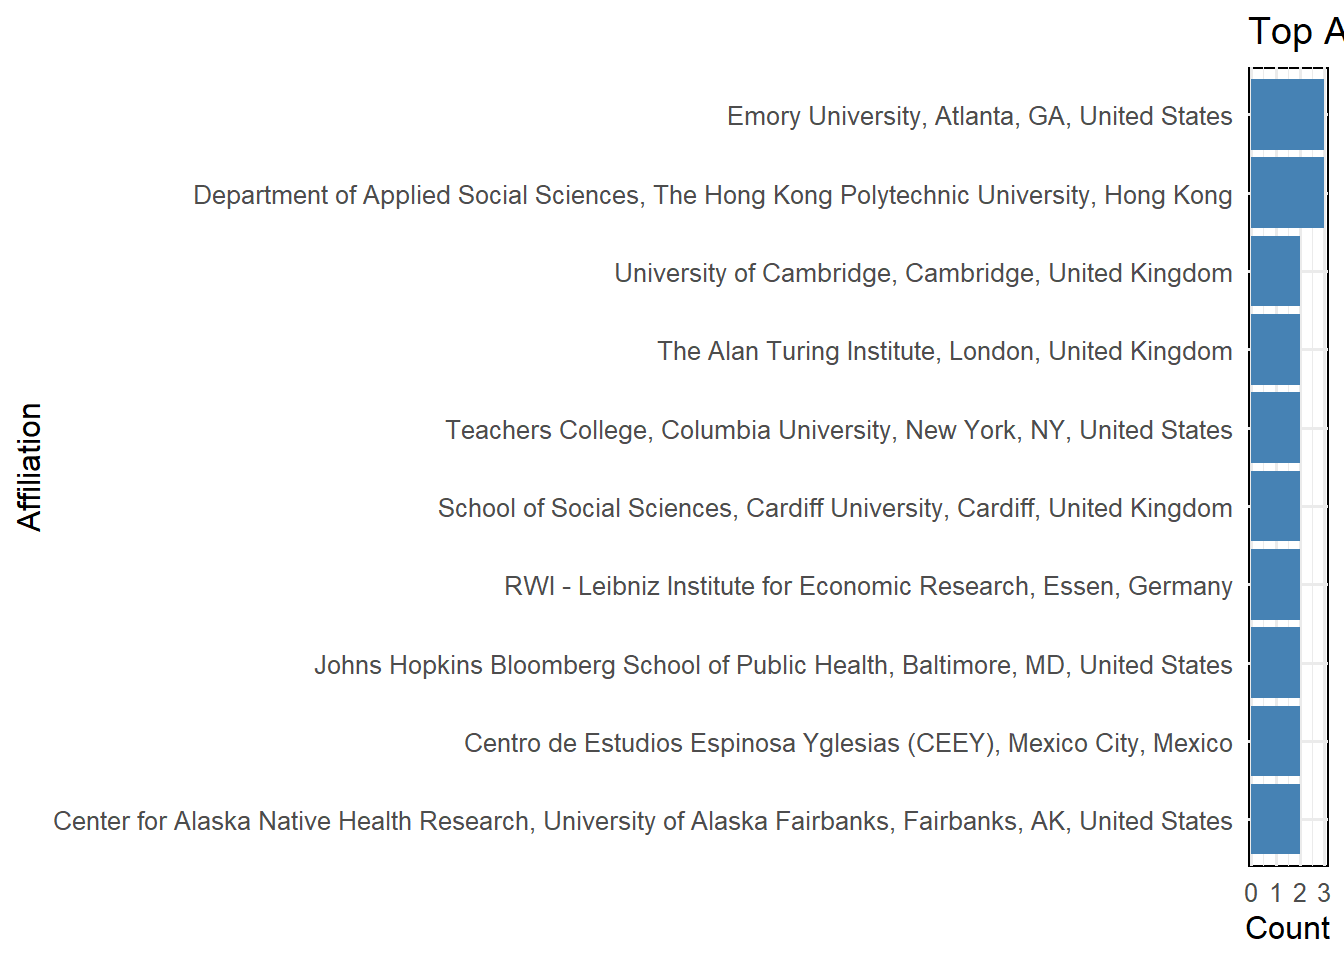 Top A
Emory University, Atlanta, GA, United States
Department of Applied Social Sciences, The Hong Kong Polytechnic University, Hong Kong
University of Cambridge, Cambridge, United Kingdom
The Alan Turing Institute, London, United Kingdom
Teachers College, Columbia University, New York, NY, United States
School of Social Sciences, Cardiff University, Cardiff, United Kingdom
RWI - Leibniz Institute for Economic Research, Essen, Germany
Johns Hopkins Bloomberg School of Public Health, Baltimore, MD, United States
Centro de Estudios Espinosa Yglesias (CEEY), Mexico City, Mexico
Center for Alaska Native Health Research, University of Alaska Fairbanks, Fairbanks, AK, United States
Affiliation
0 1 2 3
Count